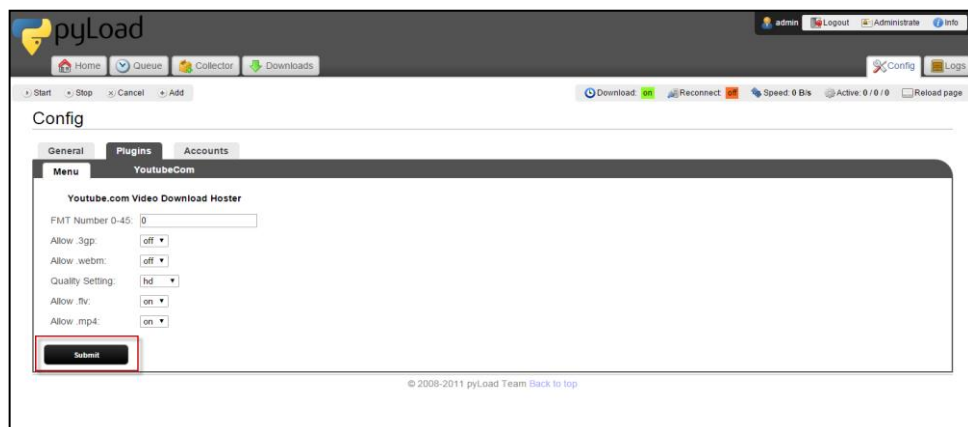 pyLoad
admin Logout Administrate Info
Home Queue Collector Downloads Config Logs
Start Stop Cancel Add Download: on Reconnect: off Speed: 0 B/s Active: 0 / 0 / 0 Reload page
Config
General Plugins Accounts
Menu YoutubeCom
Youtube.com Video Download Hoster
FMT Number 0-45: 0
Allow .3gp: off
Allow .webm: off
Quality Setting: hd
Allow .flv: on
Allow .mp4: on
Submit
© 2008-2011 pyLoad Team Back to top